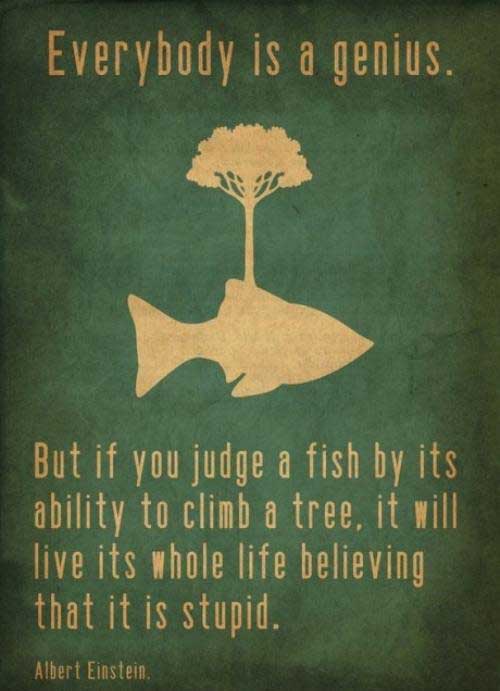 Everybody is a genius.
But if you judge a fish by its
ability to climb a tree, it will
live its whole life believing
that it is stupid.
Albert Einstein.